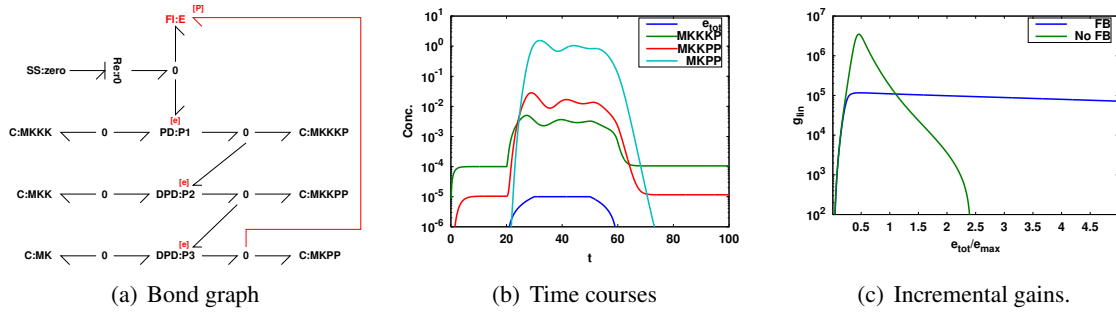 FI:E
[P]
SS:zero
Re:r0
0
[e]
C:MKKK
0
PD:P1
0
C:MKKKP
[e]
C:MKK
0
DPD:P2
0
C:MKKPP
[e]
C:MK
0
DPD:P3
0
C:MKPP
(a) Bond graph
e_tot
MKKKP
MKKPP
MKPP
10^1
10^0
10^-1
10^-2
10^-3
10^-4
10^-5
10^-6
Conc.
0 20 40 60 80 100
t
(b) Time courses
FB
No FB
10^7
10^6
10^5
10^4
10^3
10^2
g_lin
0.5 1 1.5 2 2.5 3 3.5 4 4.5
e_tot/e_max
(c) Incremental gains.